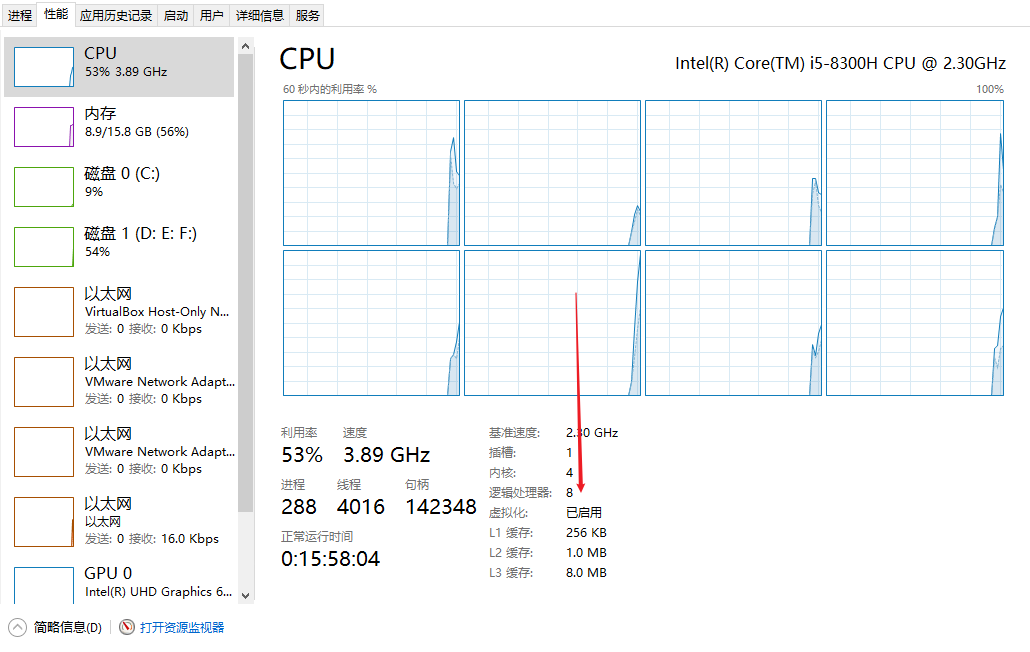 进程 性能 应用历史记录 启动 用户 详细信息 服务
CPU
53% 3.89 GHz
内存
8.9/15.8 GB (56%)
磁盘 0 (C:)
9%
磁盘 1 (D: E: F:)
54%
以太网
VirtualBox Host-Only N...
发送: 0 接收: 0 Kbps
以太网
VMware Network Adapt...
发送: 0 接收: 0 Kbps
以太网
VMware Network Adapt...
发送: 0 接收: 0 Kbps
以太网
以太网
发送: 0 接收: 16.0 Kbps
GPU 0
Intel(R) UHD Graphics 6...
CPU
Intel(R) Core(TM) i5-8300H CPU @ 2.30GHz
60 秒内的利用率 % 100%
利用率 速度
53% 3.89 GHz
进程 线程 句柄
288 4016 142348
正常运行时间
0:15:58:04
基准速度: 2.30 GHz
插槽: 1
内核: 4
逻辑处理器: 8
虚拟化: 已启用
L1 缓存: 256 KB
L2 缓存: 1.0 MB
L3 缓存: 8.0 MB
简略信息(D) 打开资源监视器